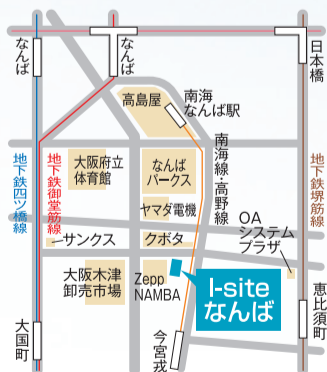 なんば
なんば
日本橋
高島屋
南海
なんば駅
大阪府立
体育館
なんば
パークス
南海線・高野線
ヤマダ電機
地下鉄四ツ橋線
地下鉄御堂筋線
地下鉄堺筋線
OA
システム
プラザ
サンクス
クボタ
大阪木津
卸売市場
Zepp
NAMBA
I-site
なんば
大国町
今宮戎
恵比須町